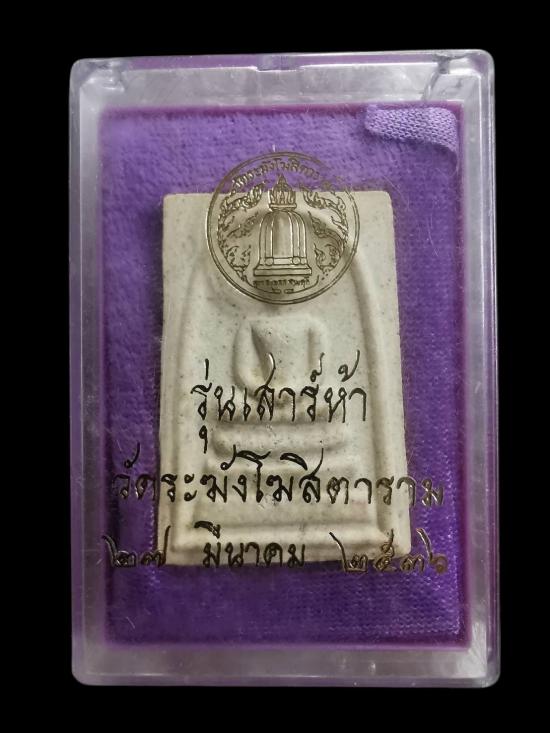 รุ่นเสาร์ห้า
วัดระฆังโฆสิตาราม
๒๗ มีนาคม ๒๕๓๖